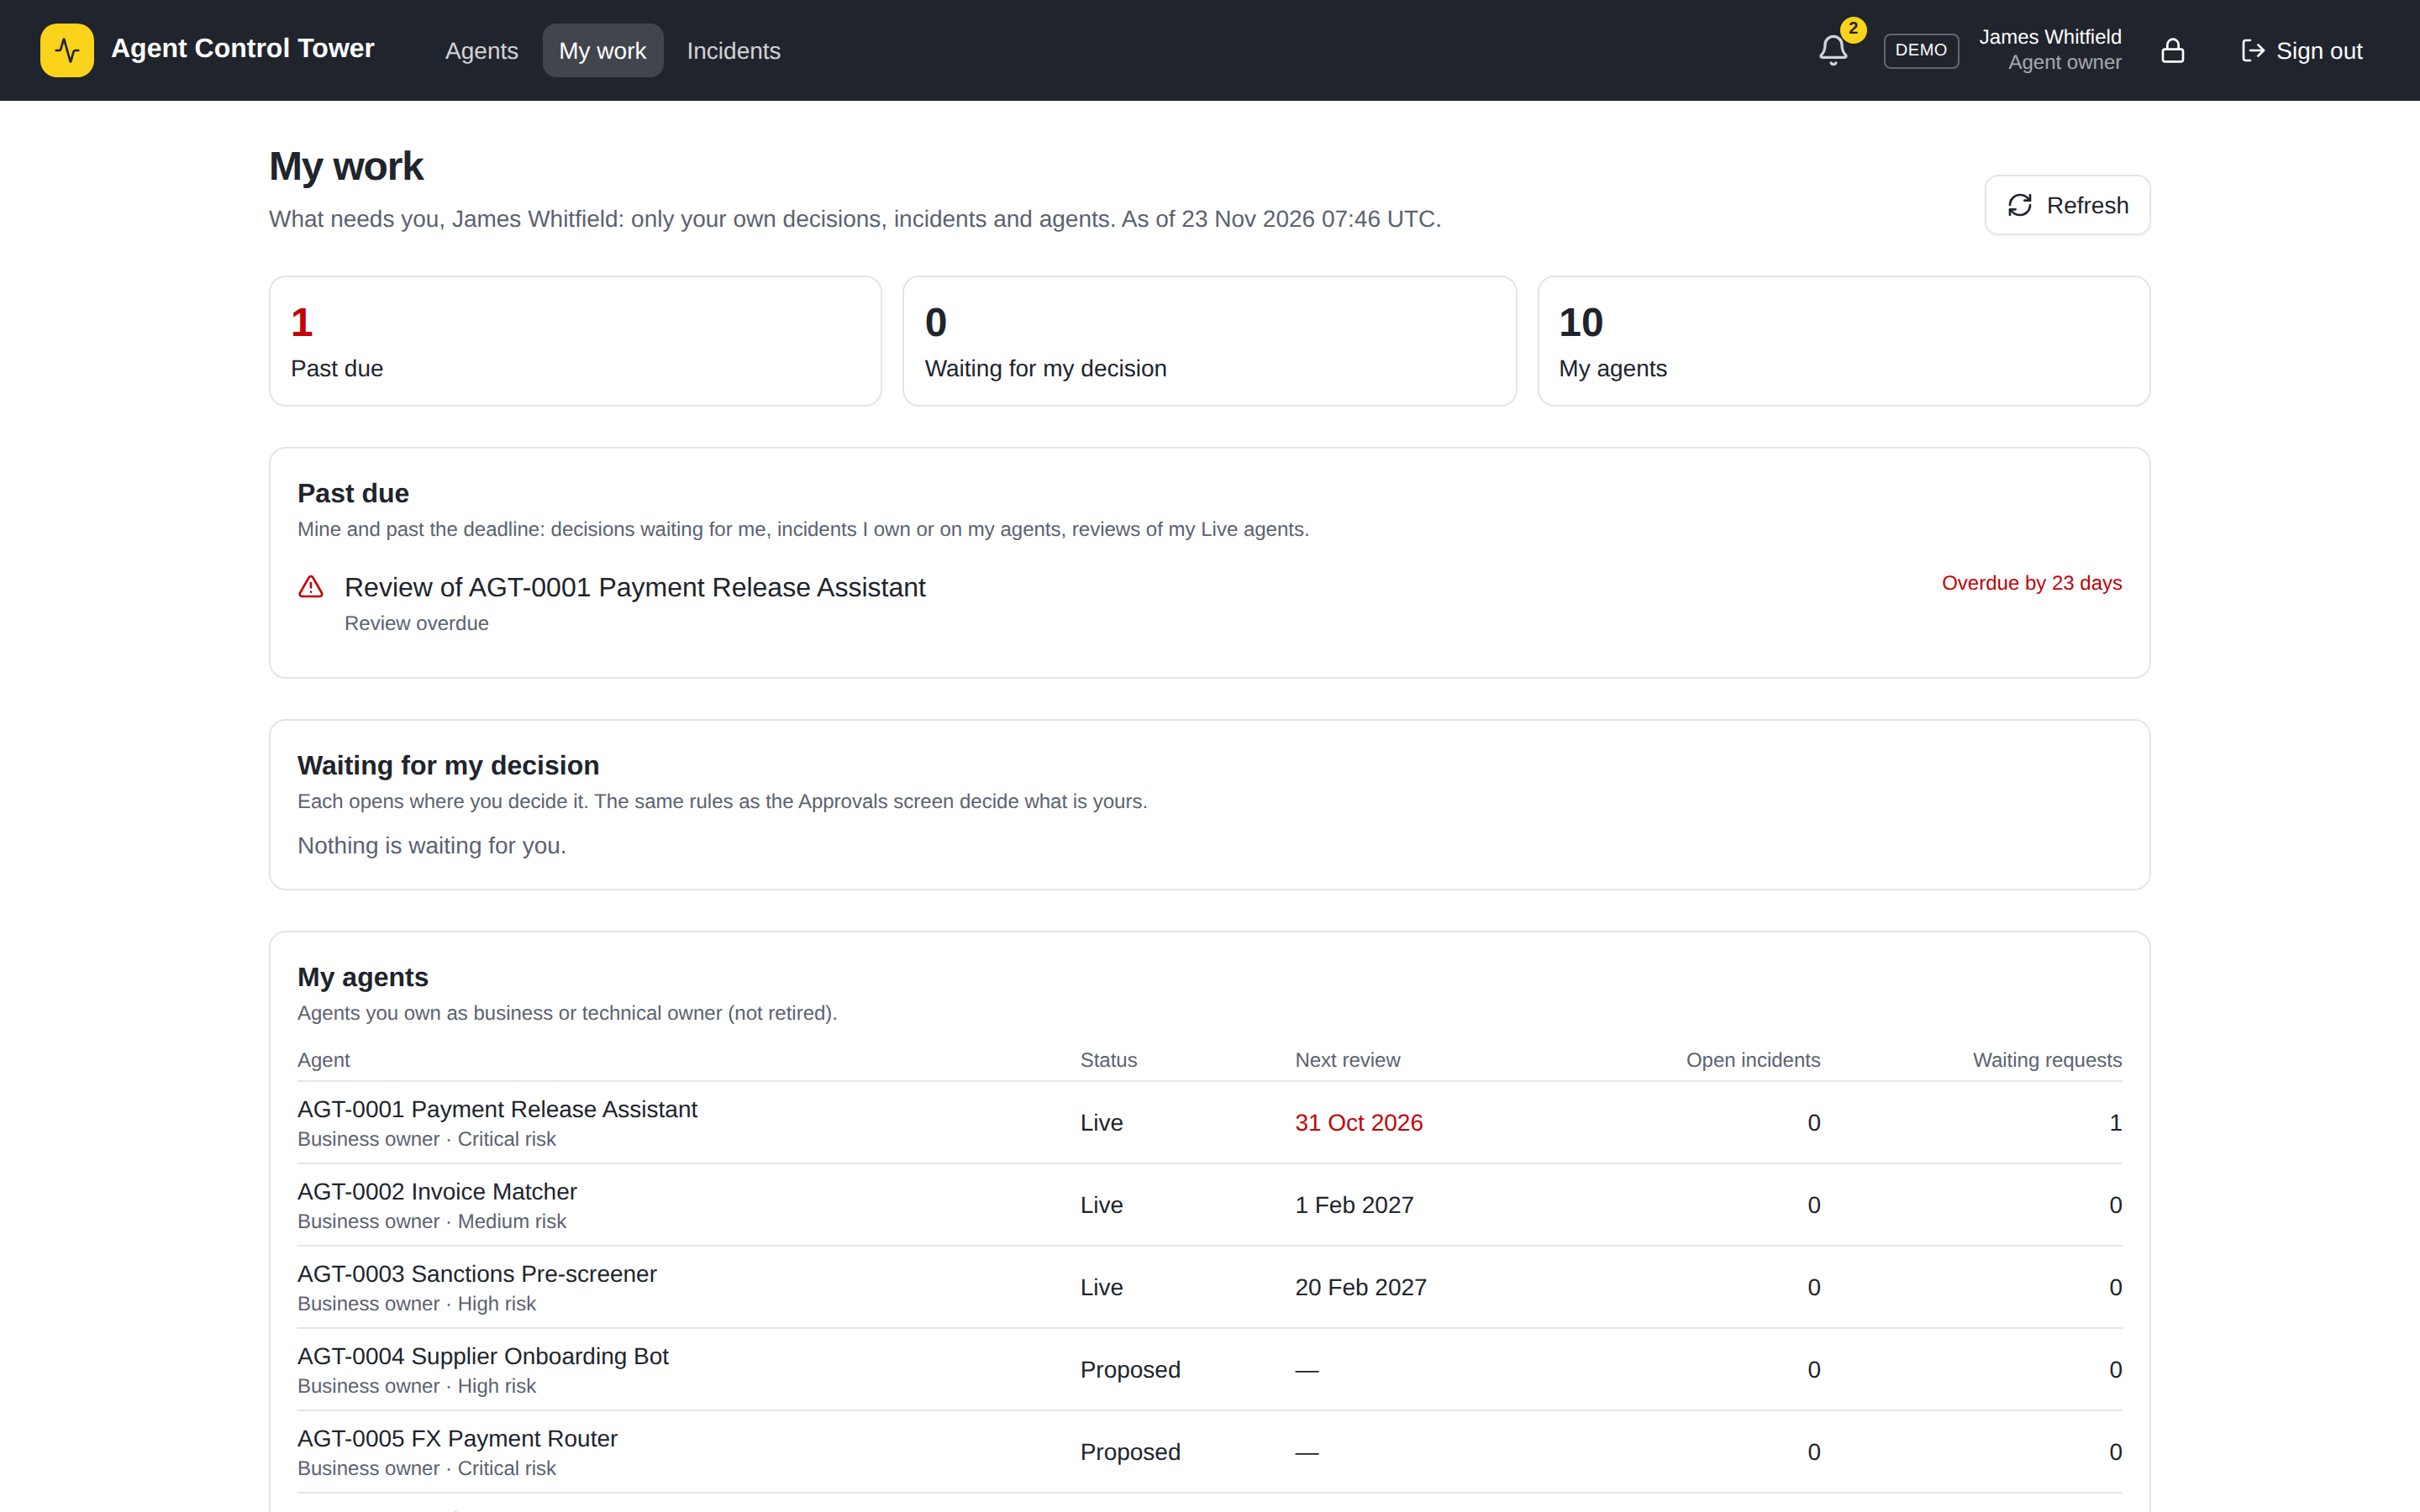 Agent Control Tower
Agents
My work
Incidents
2
DEMO
James Whitfield
Agent owner
Sign out
My work
What needs you, James Whitfield: only your own decisions, incidents and agents. As of 23 Nov 2026 07:46 UTC.
Refresh
1
Past due
0
Waiting for my decision
10
My agents
Past due
Mine and past the deadline: decisions waiting for me, incidents I own or on my agents, reviews of my Live agents.
Review of AGT-0001 Payment Release Assistant
Overdue by 23 days
Review overdue
Waiting for my decision
Each opens where you decide it. The same rules as the Approvals screen decide what is yours.
Nothing is waiting for you.
My agents
Agents you own as business or technical owner (not retired).
Agent Status Next review Open incidents Waiting requests
AGT-0001 Payment Release Assistant
Business owner · Critical risk
Live 31 Oct 2026 0 1
AGT-0002 Invoice Matcher
Business owner · Medium risk
Live 1 Feb 2027 0 0
AGT-0003 Sanctions Pre-screener
Business owner · High risk
Live 20 Feb 2027 0 0
AGT-0004 Supplier Onboarding Bot
Business owner · High risk
Proposed — 0 0
AGT-0005 FX Payment Router
Business owner · Critical risk
Proposed — 0 0